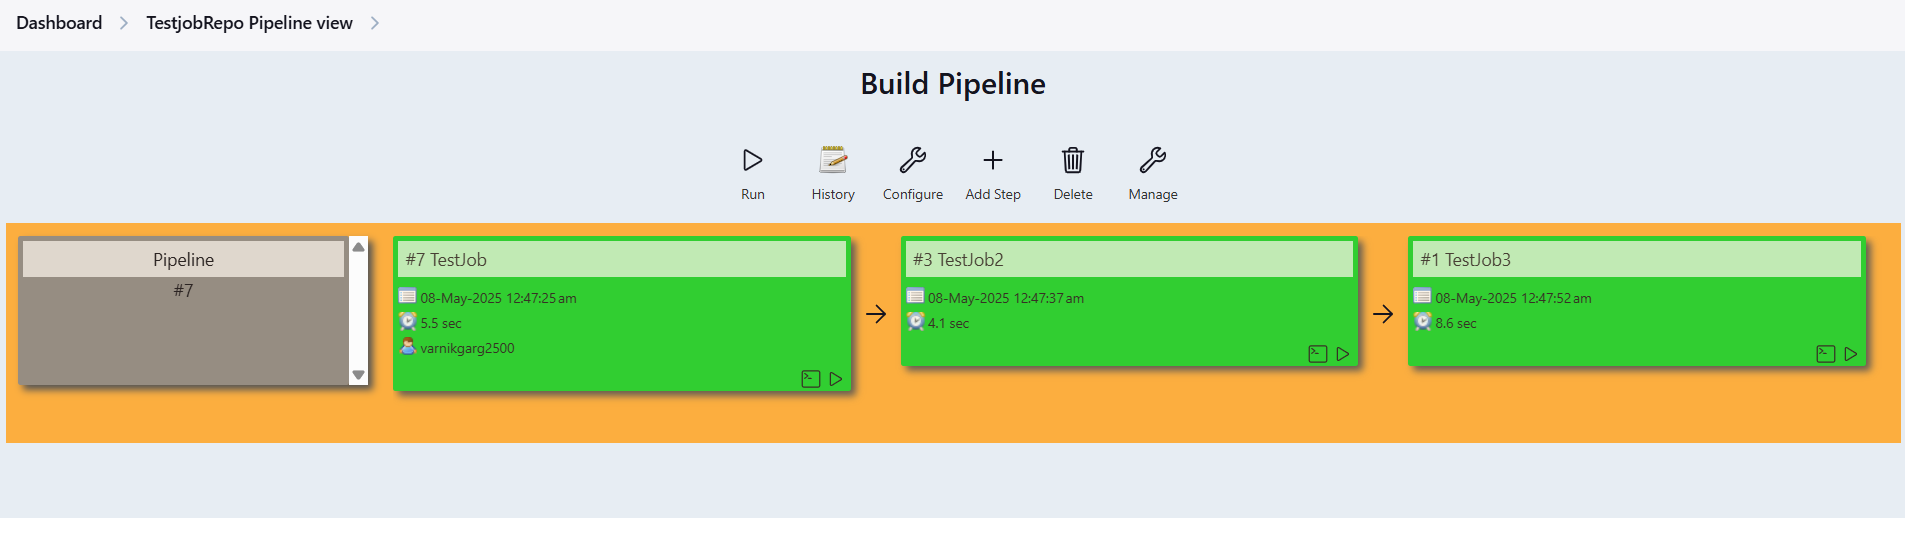 Dashboard > TestjobRepo Pipeline view >
Build Pipeline
Run History Configure Add Step Delete Manage
Pipeline
#7
#7 TestJob
08-May-2025 12:47:25 am
5.5 sec
varnikgarg2500
#3 TestJob2
08-May-2025 12:47:37 am
4.1 sec
#1 TestJob3
08-May-2025 12:47:52 am
8.6 sec